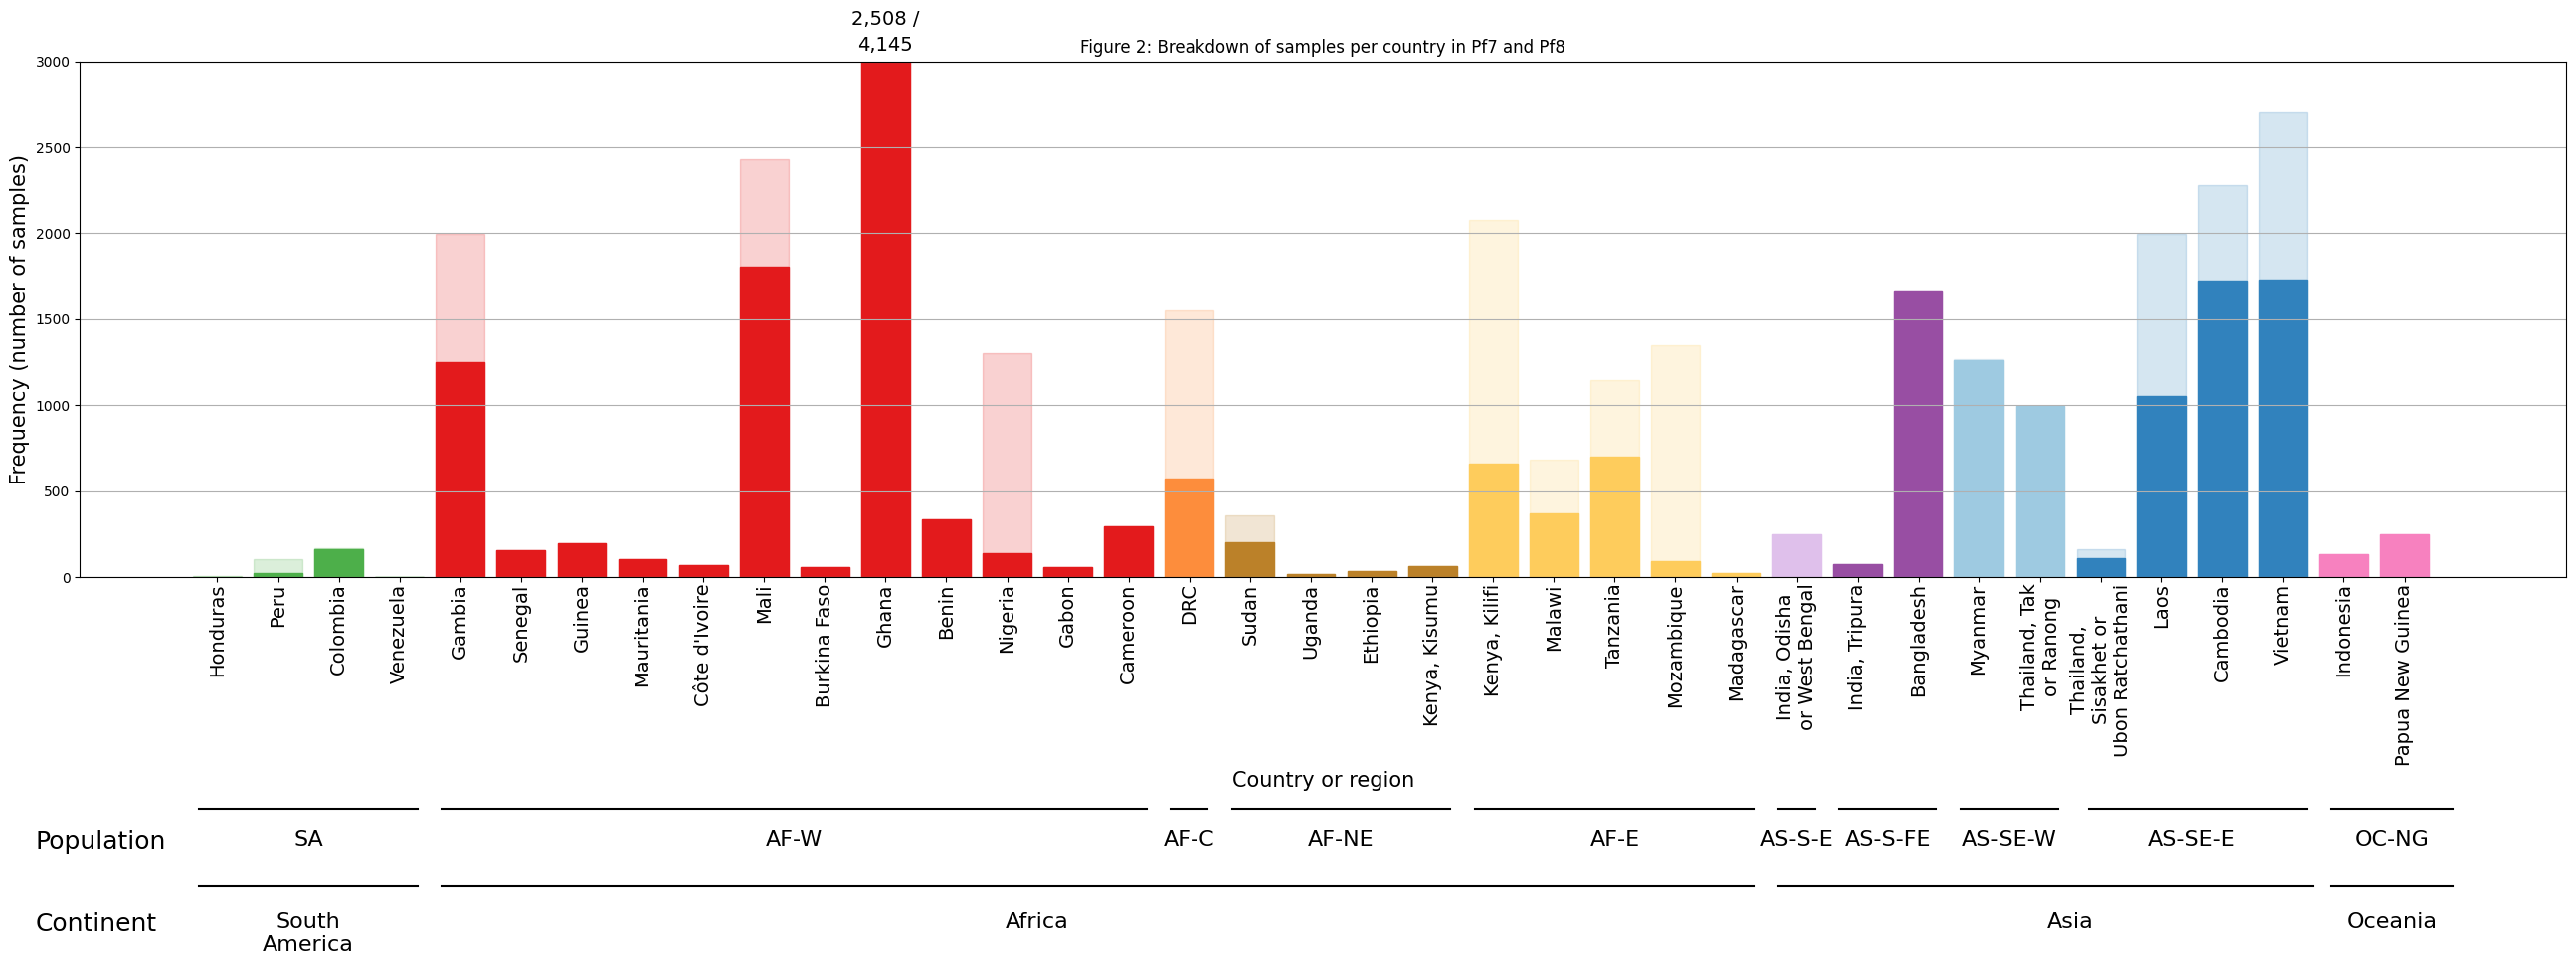 2,508 /
4,145
Figure 2: Breakdown of samples per country in Pf7 and Pf8
Frequency (number of samples)
3000
2500
2000
1500
1000
500
0
Honduras
Peru
Colombia
Venezuela
Gambia
Senegal
Guinea
Mauritania
Côte d'Ivoire
Mali
Burkina Faso
Ghana
Benin
Nigeria
Gabon
Cameroon
DRC
Sudan
Uganda
Ethiopia
Kenya, Kisumu
Kenya, Kilifi
Malawi
Tanzania
Mozambique
Madagascar
India, Odisha
or West Bengal
India, Tripura
Bangladesh
Myanmar
Thailand, Tak
or Ranong
Thailand,
Sisakhet or
Ubon Ratchathani
Laos
Cambodia
Vietnam
Indonesia
Papua New Guinea
Country or region
Population
SA
AF-W
AF-C
AF-NE
AF-E
AS-S-E
AS-S-FE
AS-SE-W
AS-SE-E
OC-NG
Continent
South
America
Africa
Asia
Oceania